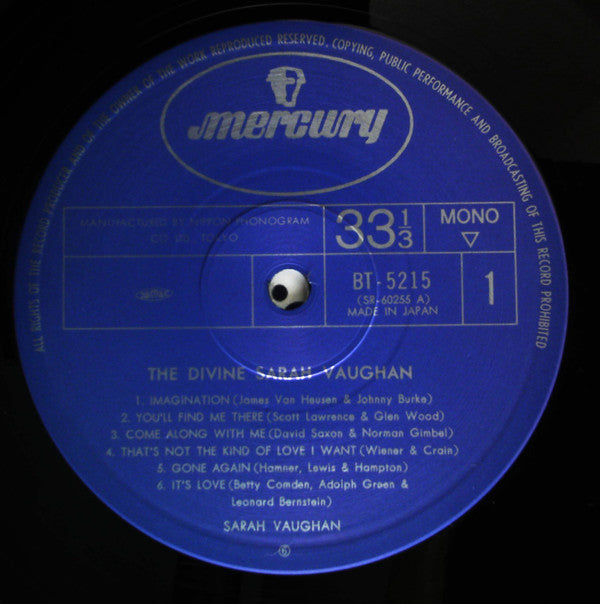 ALL RIGHTS OF THE RECORD PRODUCER AND OF THE OWNER OF THE WORK REPRODUCED RESERVED. COPYING, PUBLIC PERFORMANCE AND BROADCASTING OF THIS RECORD PROHIBITED
mercury
MANUFACTURED BY NIPPON PHONOGRAM
CO. LTD., TOKYO
33 1/3
MONO
BT-5215
(SR-60255 A)
MADE IN JAPAN
1
THE DIVINE SARAH VAUGHAN
1. IMAGINATION (James Van Heusen & Johnny Burke)
2. YOU'LL FIND ME THERE (Scott Lawrence & Glen Wood)
3. COME ALONG WITH ME (David Saxon & Norman Gimbel)
4. THAT'S NOT THE KIND OF LOVE I WANT (Wiener & Crain)
5. GONE AGAIN (Hamner, Lewis & Hampton)
6. IT'S LOVE (Betty Comden, Adolph Green &
Leonard Bernstein)
SARAH VAUGHAN
6